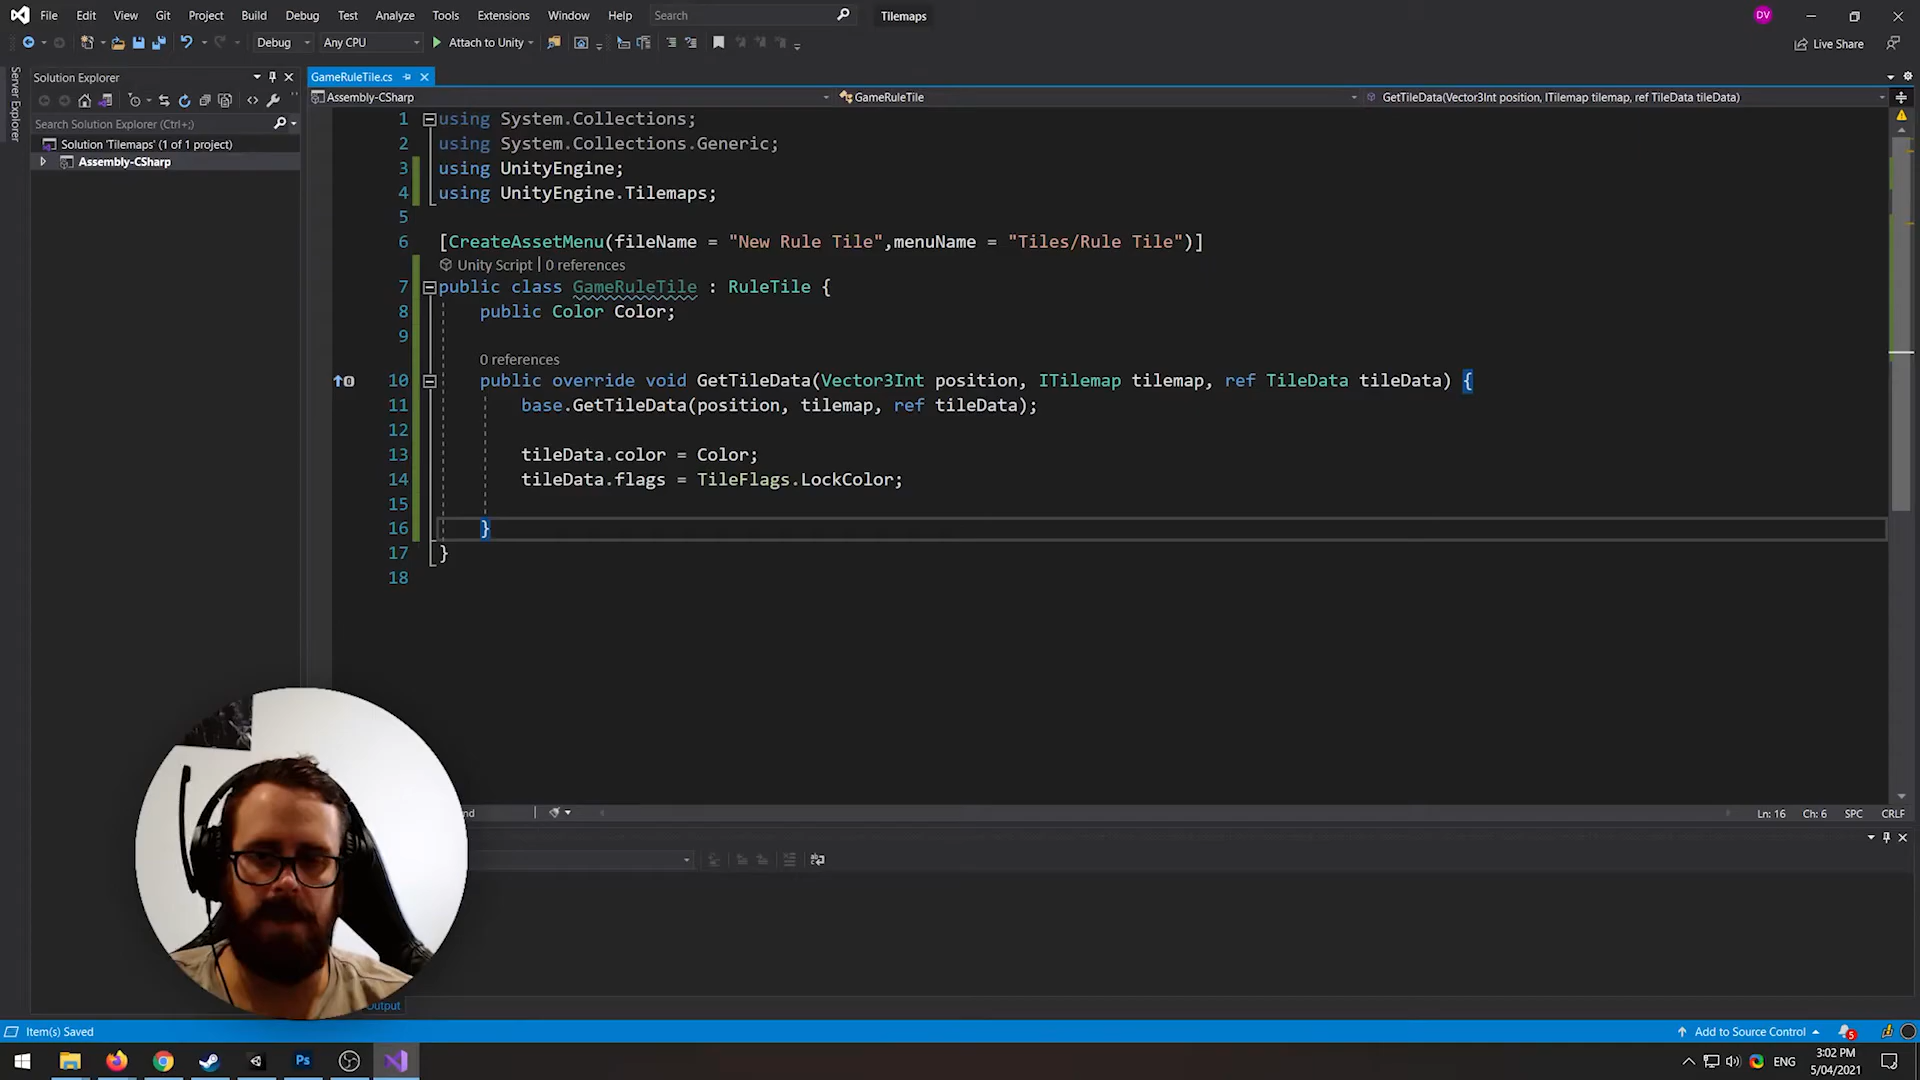 File Edit View Git Project Build Debug Test Analyze Tools Extensions Window Help Search Tilemaps DV
Debug Any CPU Attach to Unity Live Share
Server Explorer
Solution Explorer
Search Solution Explorer (Ctrl+;)
Solution 'Tilemaps' (1 of 1 project)
Assembly-CSharp
GameRuleTile.cs
Assembly-CSharp GameRuleTile GetTileData(Vector3Int position, ITilemap tilemap, ref TileData tileData)
1 using System.Collections;
2 using System.Collections.Generic;
3 using UnityEngine;
4 using UnityEngine.Tilemaps;
5
6 [CreateAssetMenu(fileName = "New Rule Tile",menuName = "Tiles/Rule Tile")]
Unity Script | 0 references
7 public class GameRuleTile : RuleTile {
8 public Color Color;
9
0 references
10 public override void GetTileData(Vector3Int position, ITilemap tilemap, ref TileData tileData) {
11 base.GetTileData(position, tilemap, ref tileData);
12
13 tileData.color = Color;
14 tileData.flags = TileFlags.LockColor;
15
16 }
17 }
18
nd Ln: 16 Ch: 6 SPC CRLF
Output
Item(s) Saved Add to Source Control 5
Ps ENG 3:02 PM
5/04/2021